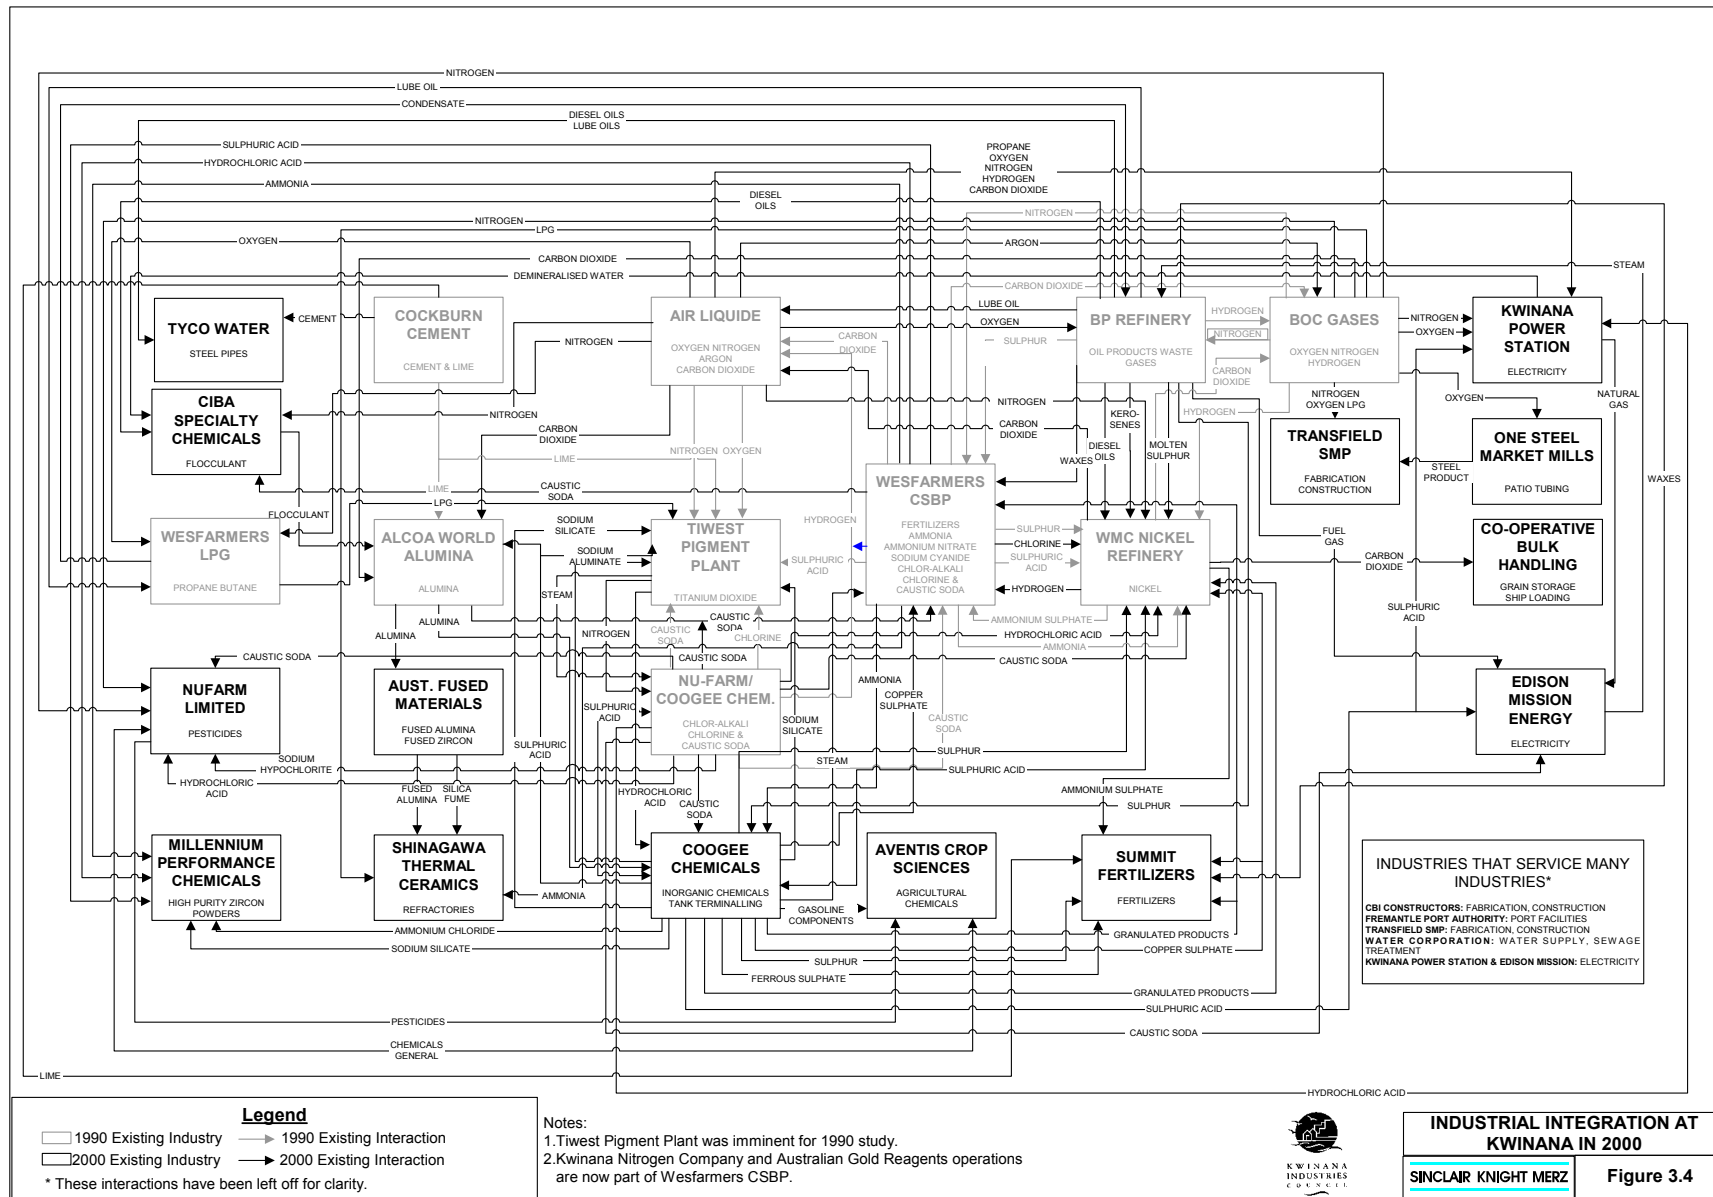 NITROGEN
LUBE OIL
CONDENSATE
DIESEL OILS
LUBE OILS
SULPHURIC ACID
HYDROCHLORIC ACID
AMMONIA
PROPANE
OXYGEN
NITROGEN
HYDROGEN
CARBON DIOXIDE
DIESEL
OILS
NITROGEN
NITROGEN
LPG
OXYGEN
ARGON
CARBON DIOXIDE
STEAM
DEMINERALISED WATER
CARBON DIOXIDE
TYCO WATER
STEEL PIPES
CEMENT
COCKBURN
CEMENT
CEMENT & LIME
AIR LIQUIDE
OXYGEN NITROGEN
ARGON
CARBON DIOXIDE
NITROGEN
CARBON
DIOXIDE
LUBE OIL
OXYGEN
SULPHUR
BP REFINERY
OIL PRODUCTS WASTE
GASES
HYDROGEN
NITROGEN
CARBON
DIOXIDE
HYDROGEN
BOC GASES
OXYGEN NITROGEN
HYDROGEN
NITROGEN
OXYGEN
KWINANA
POWER
STATION
ELECTRICITY
NATURAL
GAS
CIBA
SPECIALTY
CHEMICALS
FLOCCULANT
NITROGEN
CARBON
DIOXIDE
NITROGEN
OXYGEN
LIME
NITROGEN
CARBON
DIOXIDE
WAXES
KERO-
SENES
DIESEL
OILS
MOLTEN
SULPHUR
NITROGEN
OXYGEN LPG
OXYGEN
TRANSFIELD
SMP
FABRICATION
CONSTRUCTION
STEEL
PRODUCT
ONE STEEL
MARKET MILLS
PATIO TUBING
WAXES
LIME
CAUSTIC
SODA
LPG
FLOCCULANT
WESFARMERS
LPG
PROPANE BUTANE
ALCOA WORLD
ALUMINA
ALUMINA
SODIUM
SILICATE
SODIUM
ALUMINATE
STEAM
TIWEST
PIGMENT
PLANT
TITANIUM DIOXIDE
HYDROGEN
SULPHURIC
ACID
WESFARMERS
CSBP
FERTILIZERS
AMMONIA
AMMONIUM NITRATE
SODIUM CYANIDE
CHLOR-ALKALI
CHLORINE &
CAUSTIC SODA
SULPHUR
CHLORINE
SULPHURIC
ACID
HYDROGEN
AMMONIUM SULPHATE
WMC NICKEL
REFINERY
NICKEL
FUEL
GAS
CARBON
DIOXIDE
CO-OPERATIVE
BULK
HANDLING
GRAIN STORAGE
SHIP LOADING
SULPHURIC
ACID
ALUMINA
ALUMINA
NITROGEN
CAUSTIC
SODA
CAUSTIC
SODA
CHLORINE
HYDROCHLORIC ACID
AMMONIA
CAUSTIC SODA
CAUSTIC SODA
CAUSTIC SODA
NUFARM
LIMITED
PESTICIDES
AUST. FUSED
MATERIALS
FUSED ALUMINA
FUSED ZIRCON
SULPHURIC
ACID
NU-FARM/
COOGEE CHEM.
CHLOR-ALKALI
CHLORINE &
CAUSTIC SODA
SODIUM
SILICATE
AMMONIA
COPPER
SULPHATE
CAUSTIC
SODA
EDISON
MISSION
ENERGY
ELECTRICITY
SODIUM
HYPOCHLORITE
SULPHURIC
ACID
STEAM
SULPHUR
SULPHURIC ACID
HYDROCHLORIC
ACID
FUSED
ALUMINA
SILICA
FUME
HYDROCHLORIC
ACID
CAUSTIC
SODA
AMMONIUM SULPHATE
SULPHUR
MILLENNIUM
PERFORMANCE
CHEMICALS
HIGH PURITY ZIRCON
POWDERS
SHINAGAWA
THERMAL
CERAMICS
REFRACTORIES
AMMONIA
COOGEE
CHEMICALS
INORGANIC CHEMICALS
TANK TERMINALLING
GASOLINE
COMPONENTS
AVENTIS CROP
SCIENCES
AGRICULTURAL
CHEMICALS
SUMMIT
FERTILIZERS
FERTILIZERS
INDUSTRIES THAT SERVICE MANY
INDUSTRIES*
CBI CONSTRUCTORS: FABRICATION, CONSTRUCTION
FREMANTLE PORT AUTHORITY: PORT FACILITIES
TRANSFIELD SMP: FABRICATION, CONSTRUCTION
WATER CORPORATION: WATER SUPPLY, SEWAGE
TREATMENT
KWINANA POWER STATION & EDISON MISSION: ELECTRICITY
AMMONIUM CHLORIDE
SODIUM SILICATE
GRANULATED PRODUCTS
COPPER SULPHATE
SULPHUR
FERROUS SULPHATE
GRANULATED PRODUCTS
SULPHURIC ACID
PESTICIDES
CAUSTIC SODA
CHEMICALS
GENERAL
LIME
HYDROCHLORIC ACID
Legend
1990 Existing Industry
1990 Existing Interaction
2000 Existing Industry
2000 Existing Interaction
* These interactions have been left off for clarity.
Notes:
1.Tiwest Pigment Plant was imminent for 1990 study.
2.Kwinana Nitrogen Company and Australian Gold Reagents operations
are now part of Wesfarmers CSBP.
KWINANA
INDUSTRIES
COUNCIL
INDUSTRIAL INTEGRATION AT
KWINANA IN 2000
SINCLAIR KNIGHT MERZ
Figure 3.4